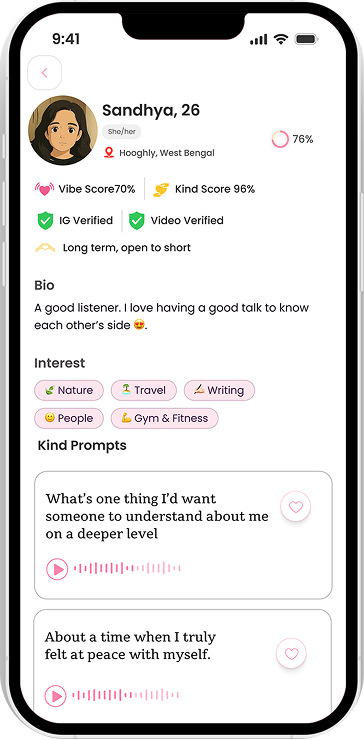 9:41
Sandhya, 26
She/her
Hooghly, West Bengal
76%
Vibe Score70%
Kind Score 96%
IG Verified
Video Verified
Long term, open to short
Bio
A good listener. I love having a good talk to know
each other’s side 😍.
Interest
🌿 Nature
🏝️ Travel
✍️ Writing
🙂 People
💪 Gym & Fitness
Kind Prompts
What’s one thing I’d want
someone to understand about me
on a deeper level
About a time when I truly
felt at peace with myself.